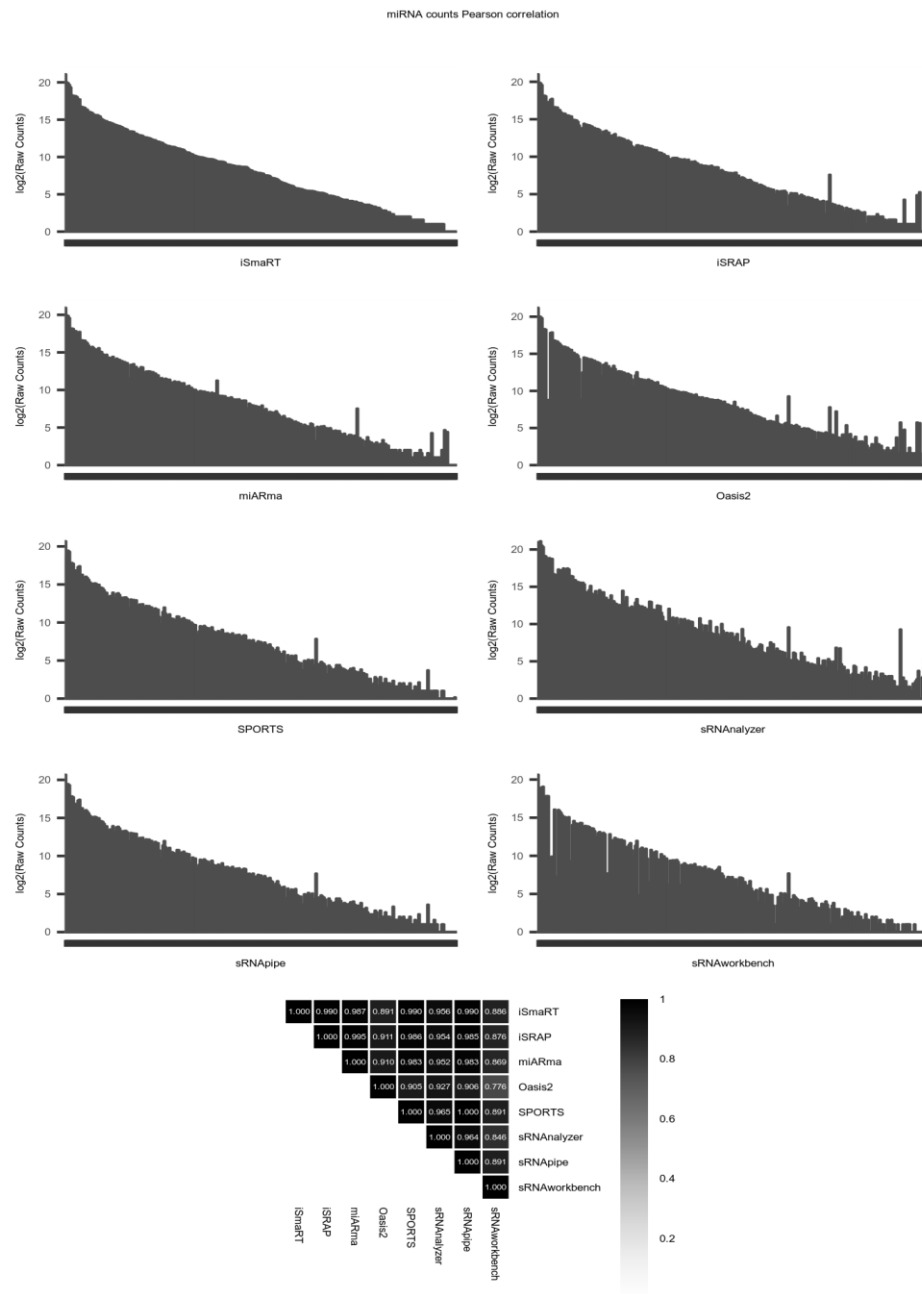 miRNA counts Pearson correlation
log2(Raw Counts)
20
15
10
5
0
iSmaRT
log2(Raw Counts)
20
15
10
5
0
iSRAP
log2(Raw Counts)
20
15
10
5
0
miARma
log2(Raw Counts)
20
15
10
5
0
Oasis2
log2(Raw Counts)
20
15
10
5
0
SPORTS
log2(Raw Counts)
20
15
10
5
0
sRNAnalyzer
log2(Raw Counts)
20
15
10
5
0
sRNApipe
log2(Raw Counts)
20
15
10
5
0
sRNAworkbench
1.000 0.990 0.987 0.891 0.990 0.956 0.990 0.886 iSmaRT
1.000 0.995 0.911 0.986 0.954 0.985 0.876 iSRAP
1.000 0.910 0.983 0.952 0.983 0.869 miARma
1.000 0.905 0.927 0.906 0.776 Oasis2
1.000 0.965 1.000 0.891 SPORTS
1.000 0.964 0.846 sRNAnalyzer
1.000 0.891 sRNApipe
1.000 sRNAworkbench
iSmaRT
iSRAP
miARma
Oasis2
SPORTS
sRNAnalyzer
sRNApipe
sRNAworkbench
1
0.8
0.6
0.4
0.2